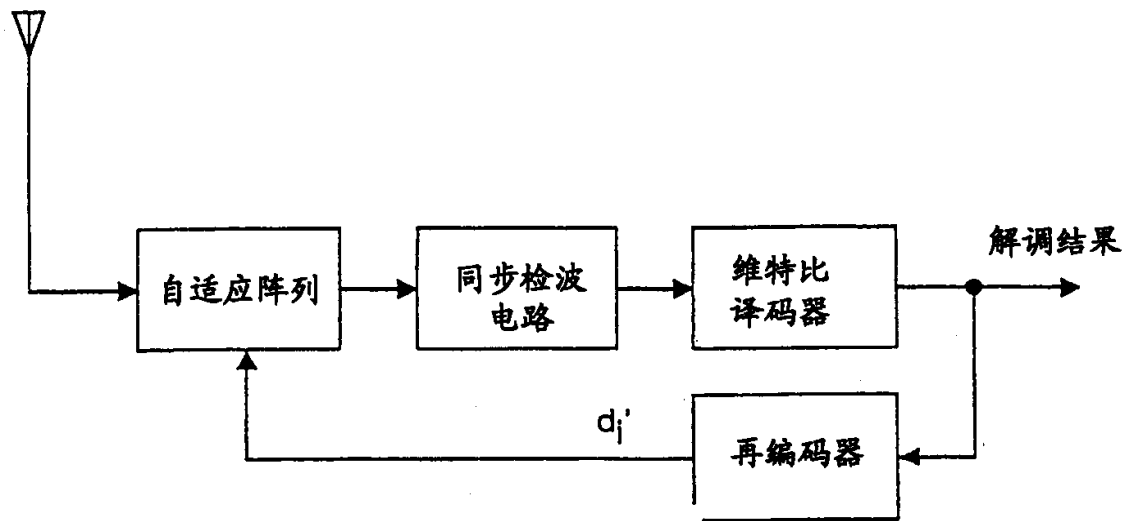 解调结果
自适应阵列
同步检波
电路
维特比
译码器
dj'
再编码器